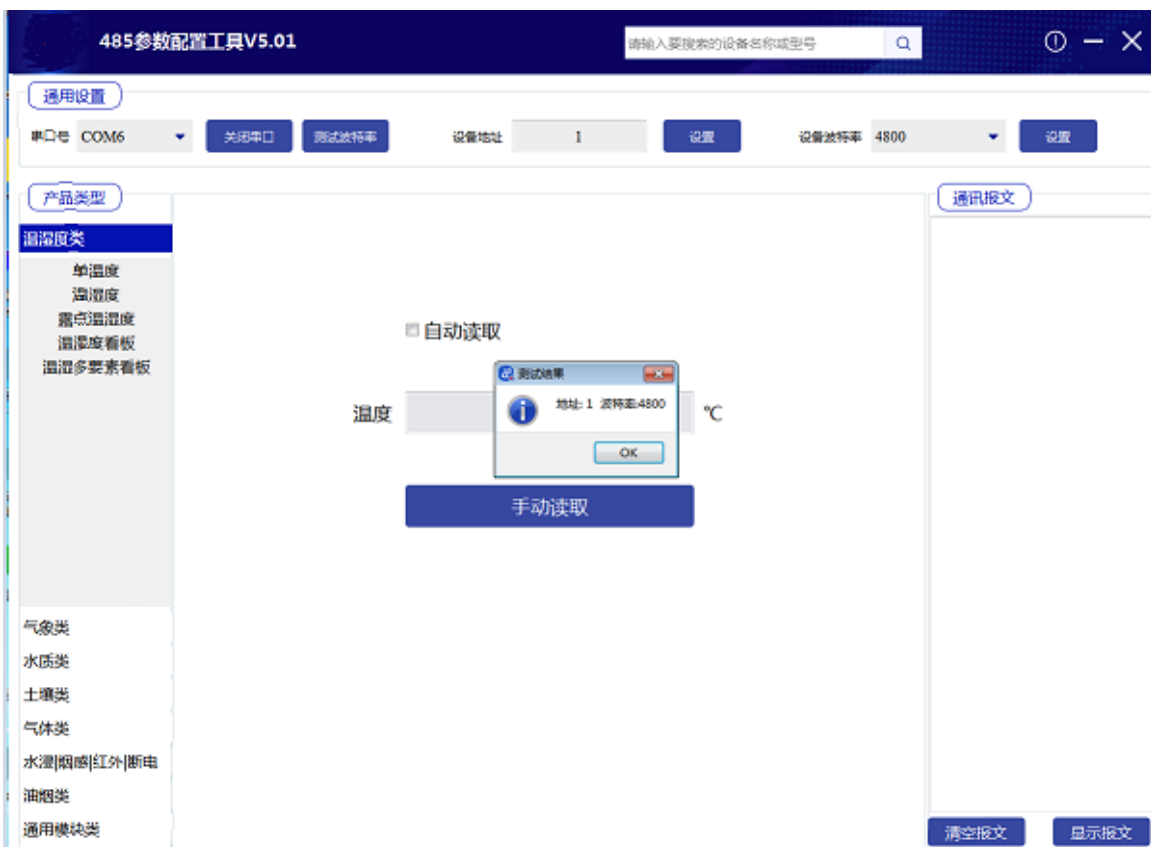 485参数配置工具V5.01
请输入要搜索的设备名称或型号
通用设置
串口号 COM6 关闭串口 测试波特率 设备地址 1 设置 设备波特率 4800 设置
产品类型
通讯报文
温湿度类
单温度
温湿度
露点温湿度
温湿度看板
温湿多要素看板
自动读取
测试结果
地址: 1 波特率:4800
温度 ℃
OK
手动读取
气象类
水质类
土壤类
气体类
水浸|烟感|红外|断电
油烟类
通用模块类
清空报文 显示报文